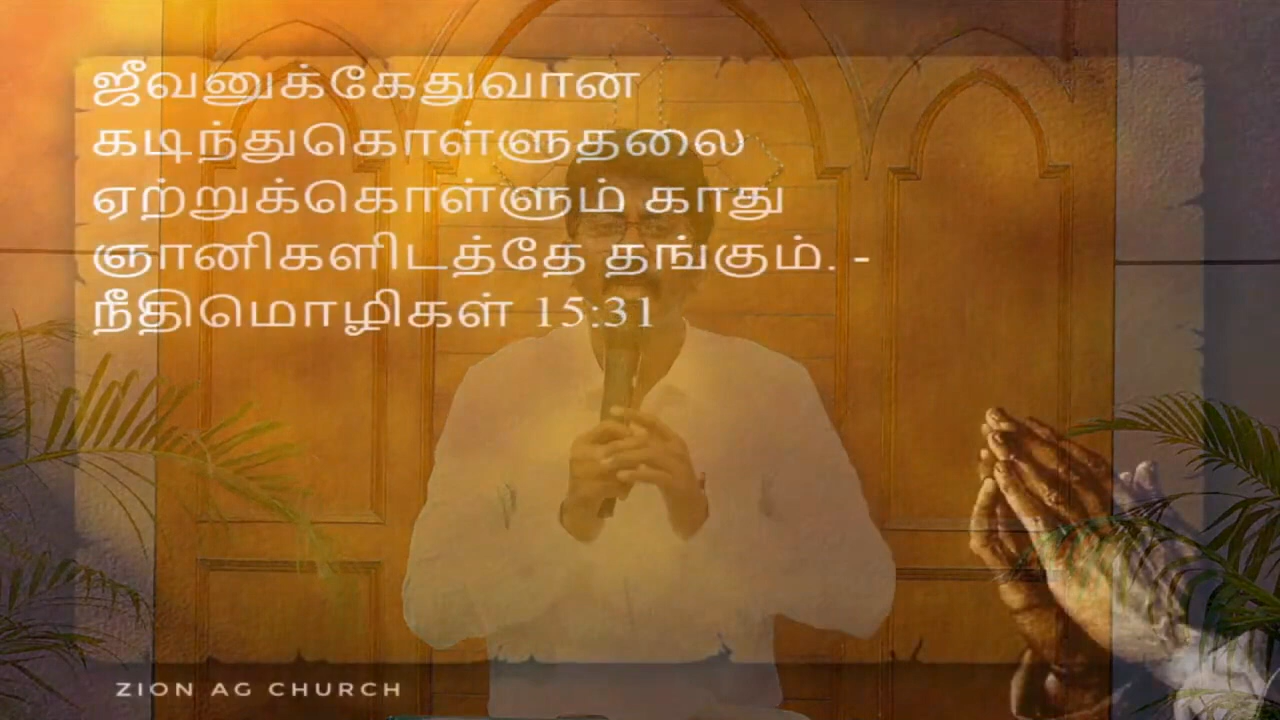 ஜீவனுக்கேதுவான
கடிந்துகொள்ளுதலை
ஏற்றுக்கொள்ளும் காது
ஞானிகளிடத்தே தங்கும். -
நீதிமொழிகள் 15:31
ZION AG CHURCH